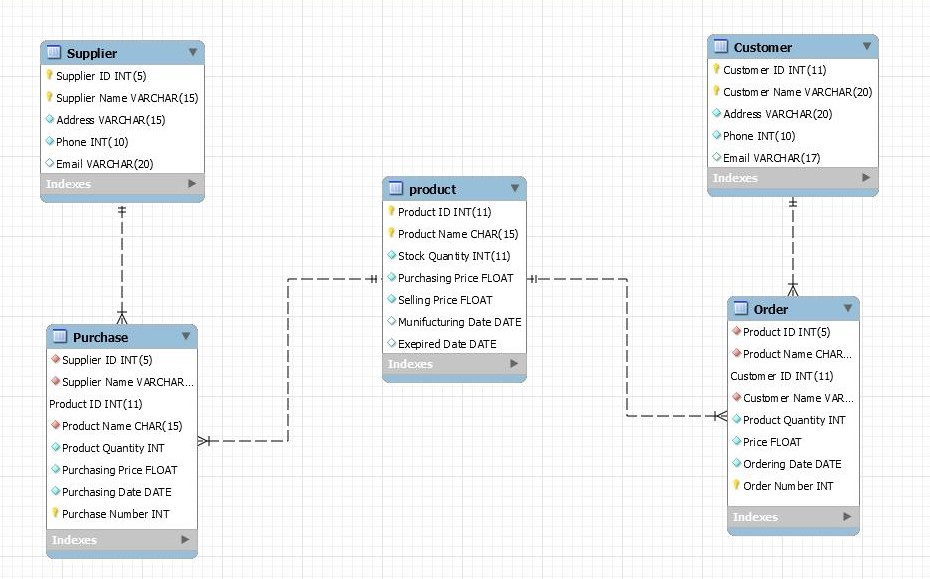 Supplier
Supplier ID INT(5)
Supplier Name VARCHAR(15)
Address VARCHAR(15)
Phone INT(10)
Email VARCHAR(20)
Indexes
Customer
Customer ID INT(11)
Customer Name VARCHAR(20)
Address VARCHAR(20)
Phone INT(10)
Email VARCHAR(17)
Indexes
product
Product ID INT(11)
Product Name CHAR(15)
Stock Quantity INT(11)
Purchasing Price FLOAT
Selling Price FLOAT
Munifucturing Date DATE
Exepired Date DATE
Indexes
Purchase
Supplier ID INT(5)
Supplier Name VARCHAR...
Product ID INT(11)
Product Name CHAR(15)
Product Quantity INT
Purchasing Price FLOAT
Purchasing Date DATE
Purchase Number INT
Indexes
Order
Product ID INT(5)
Product Name CHAR...
Customer ID INT(11)
Customer Name VAR...
Product Quantity INT
Price FLOAT
Ordering Date DATE
Order Number INT
Indexes